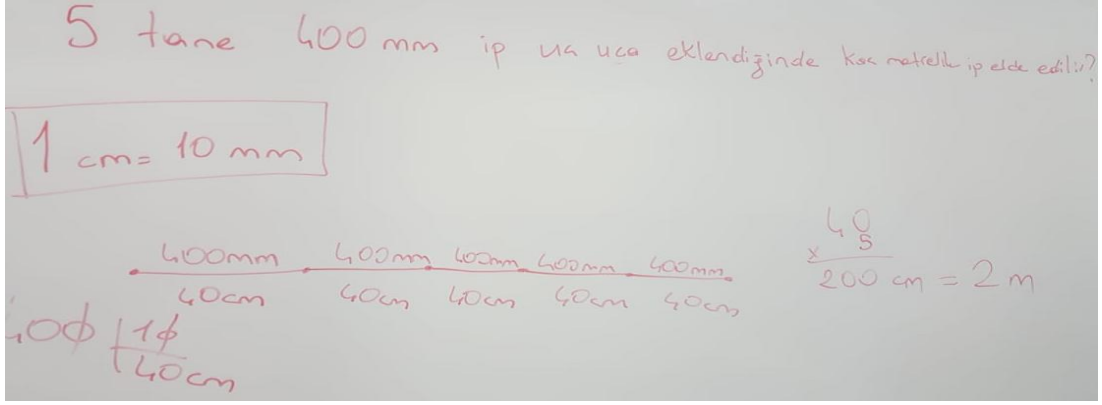 5 tane 400 mm ip uc uca eklendiğinde kaç metrelik ip elde edilir?
1 cm = 10 mm
400mm 400mm 400mm 400mm 400mm
40cm 40cm 40cm 40cm 40cm
40
x 5
200 cm = 2 m
400 | 10
40cm